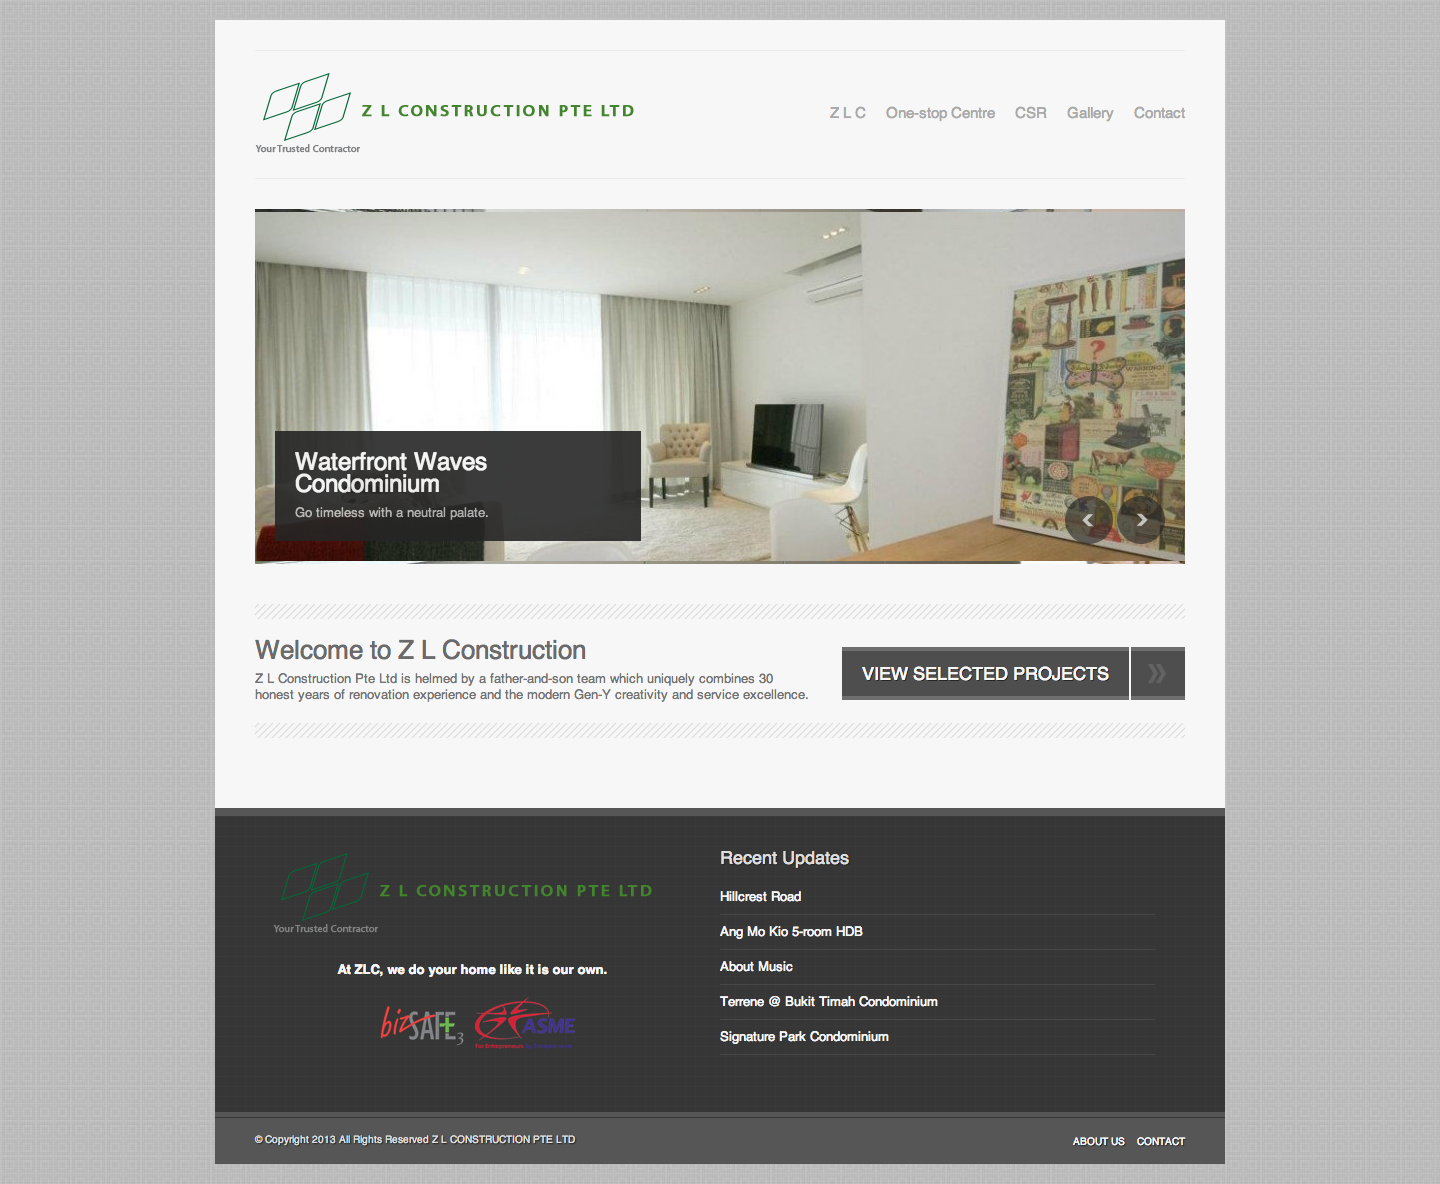 Z L CONSTRUCTION PTE LTD
Your Trusted Contractor
Z L C
One-stop Centre
CSR
Gallery
Contact
WARNING!
Waterfront Waves
Condominium
Go timeless with a neutral palate.
Welcome to Z L Construction
Z L Construction Pte Ltd is helmed by a father-and-son team which uniquely combines 30
honest years of renovation experience and the modern Gen-Y creativity and service excellence.
VIEW SELECTED PROJECTS
Z L CONSTRUCTION PTE LTD
Your Trusted Contractor
At ZLC, we do your home like it is our own.
bizSAFE 3
ASME
For Entrepreneurs
Recent Updates
Hillcrest Road
Ang Mo Kio 5-room HDB
About Music
Terrene @ Bukit Timah Condominium
Signature Park Condominium
© Copyright 2013 All Rights Reserved Z L CONSTRUCTION PTE LTD
ABOUT US
CONTACT